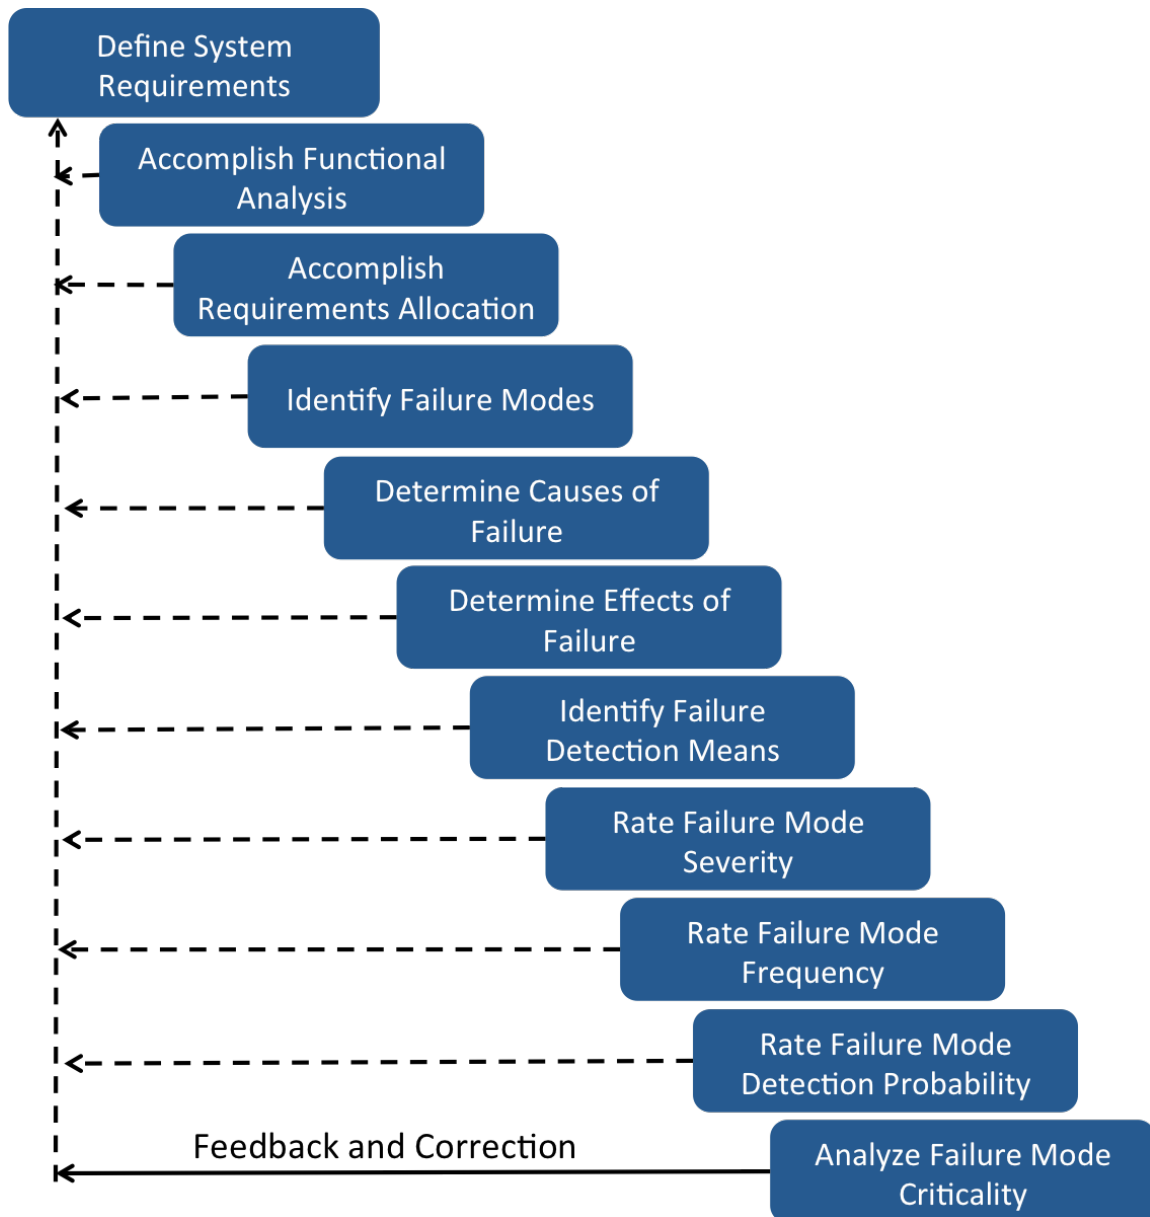 Define System
Requirements
Accomplish Functional
Analysis
Accomplish
Requirements Allocation
Identify Failure Modes
Determine Causes of
Failure
Determine Effects of
Failure
Identify Failure
Detection Means
Rate Failure Mode
Severity
Rate Failure Mode
Frequency
Rate Failure Mode
Detection Probability
Feedback and Correction
Analyze Failure Mode
Criticality